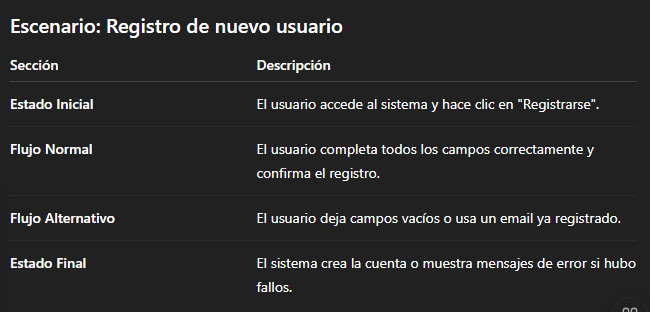 Escenario: Registro de nuevo usuario
Sección Descripción
Estado Inicial El usuario accede al sistema y hace clic en "Registrarse".
Flujo Normal El usuario completa todos los campos correctamente y
confirma el registro.
Flujo Alternativo El usuario deja campos vacíos o usa un email ya registrado.
Estado Final El sistema crea la cuenta o muestra mensajes de error si hubo
fallos.